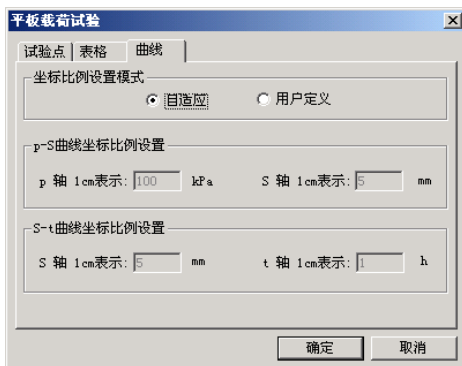 平板载荷试验
试验点 表格 曲线
坐标比例设置模式
自适应 用户定义
p-S曲线坐标比例设置
p 轴 1cm表示: 100 kPa S 轴 1cm表示: 5 mm
S-t曲线坐标比例设置
S 轴 1cm表示: 5 mm t 轴 1cm表示: 1 h
确定 取消